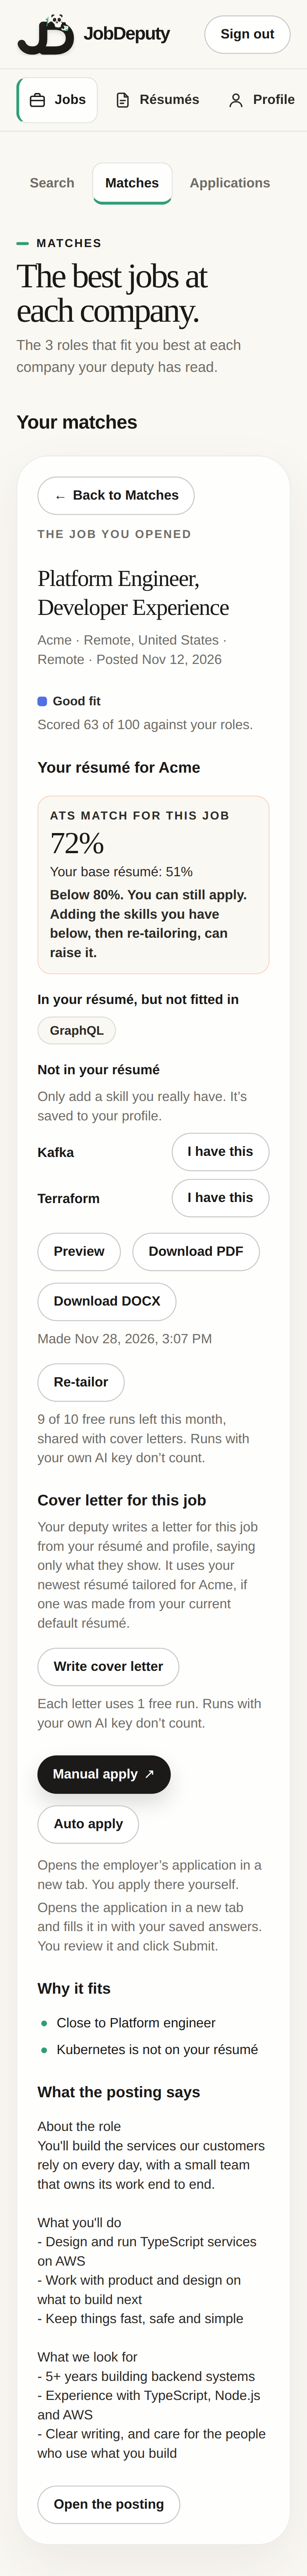 JobDeputy
Sign out
Jobs
Résumés
Profile
Search
Matches
Applications
MATCHES
The best jobs at
each company.
The 3 roles that fit you best at each
company your deputy has read.
Your matches
← Back to Matches
THE JOB YOU OPENED
Platform Engineer,
Developer Experience
Acme · Remote, United States ·
Remote · Posted Nov 12, 2026
Good fit
Scored 63 of 100 against your roles.
Your résumé for Acme
ATS MATCH FOR THIS JOB
72%
Your base résumé: 51%
Below 80%. You can still apply.
Adding the skills you have
below, then re-tailoring, can
raise it.
In your résumé, but not fitted in
GraphQL
Not in your résumé
Only add a skill you really have. It’s
saved to your profile.
Kafka
I have this
Terraform
I have this
Preview
Download PDF
Download DOCX
Made Nov 28, 2026, 3:07 PM
Re-tailor
9 of 10 free runs left this month,
shared with cover letters. Runs with
your own AI key don’t count.
Cover letter for this job
Your deputy writes a letter for this job
from your résumé and profile, saying
only what they show. It uses your
newest résumé tailored for Acme, if
one was made from your current
default résumé.
Write cover letter
Each letter uses 1 free run. Runs with
your own AI key don’t count.
Manual apply ↗
Auto apply
Opens the employer’s application in a
new tab. You apply there yourself.
Opens the application in a new tab
and fills it in with your saved answers.
You review it and click Submit.
Why it fits
Close to Platform engineer
Kubernetes is not on your résumé
What the posting says
About the role
You'll build the services our customers
rely on every day, with a small team
that owns its work end to end.
What you'll do
- Design and run TypeScript services
on AWS
- Work with product and design on
what to build next
- Keep things fast, safe and simple
What we look for
- 5+ years building backend systems
- Experience with TypeScript, Node.js
and AWS
- Clear writing, and care for the people
who use what you build
Open the posting